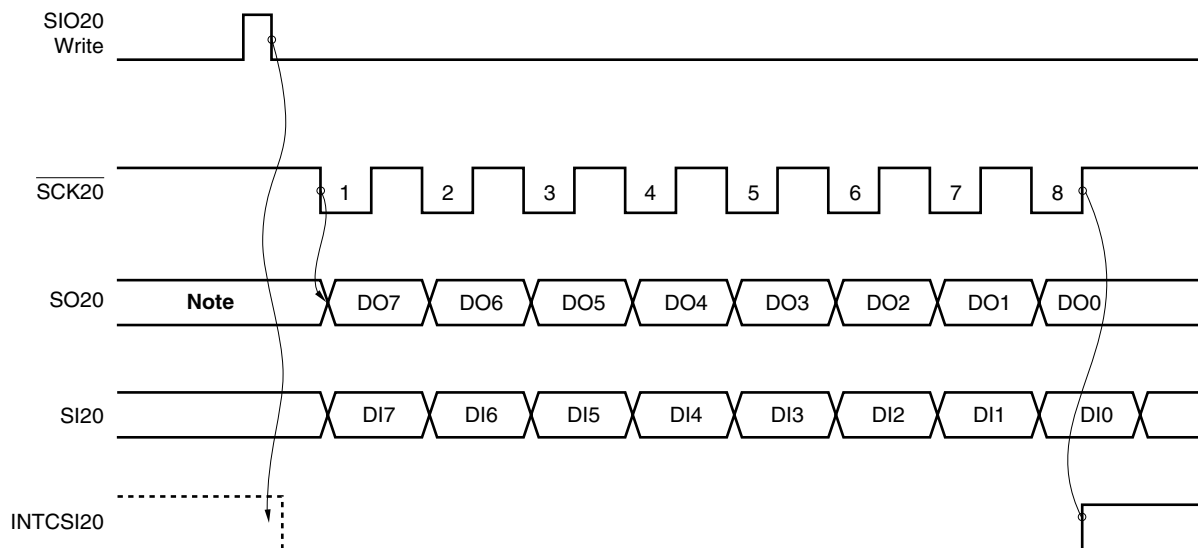 SIO20
Write
SCK20
1 2 3 4 5 6 7 8
SO20
Note DO7 DO6 DO5 DO4 DO3 DO2 DO1 DO0
SI20
DI7 DI6 DI5 DI4 DI3 DI2 DI1 DI0
INTCSI20